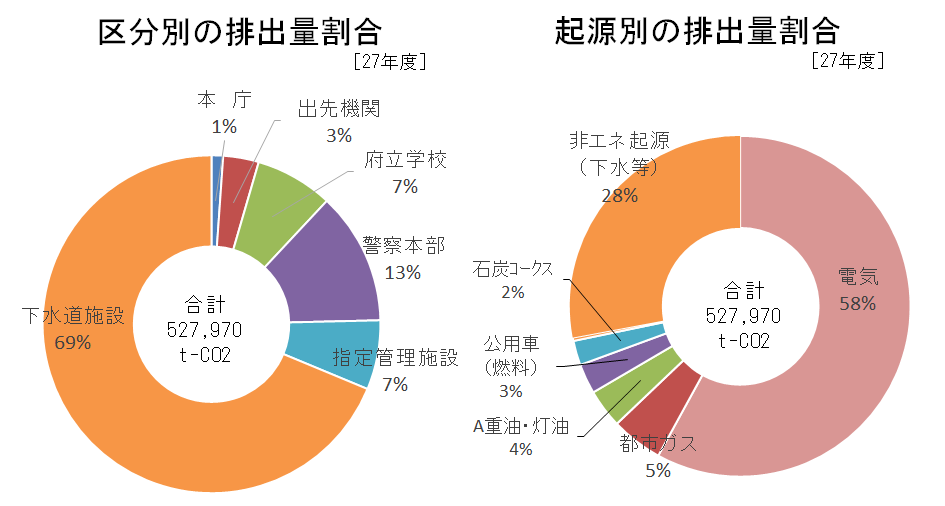 区分別の排出量割合
[27年度]
本 庁
1%
出先機関
3%
府立学校
7%
警察本部
13%
指定管理施設
7%
下水道施設
69%
合計
527,970
t-CO2
起源別の排出量割合
[27年度]
非エネ起源
（下水等）
28%
石炭ｺｰｸｽ
2%
公用車
（燃料）
3%
A重油・灯油
4%
都市ガス
5%
電気
58%
合計
527,970
t-CO2